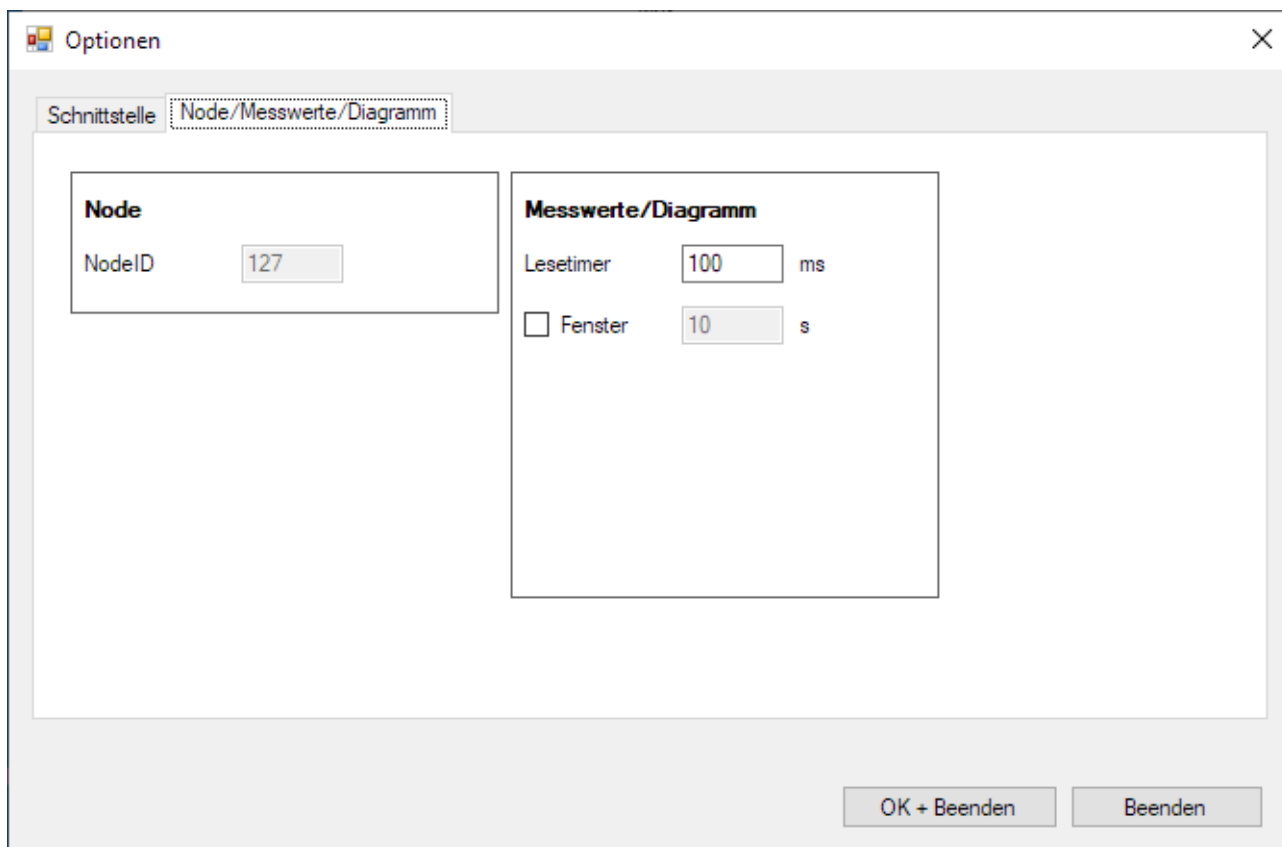 Optionen
Schnittstelle Node/Messwerte/Diagramm
Node
NodeID 127
Messwerte/Diagramm
Lesetimer 100 ms
Fenster 10 s
OK + Beenden Beenden